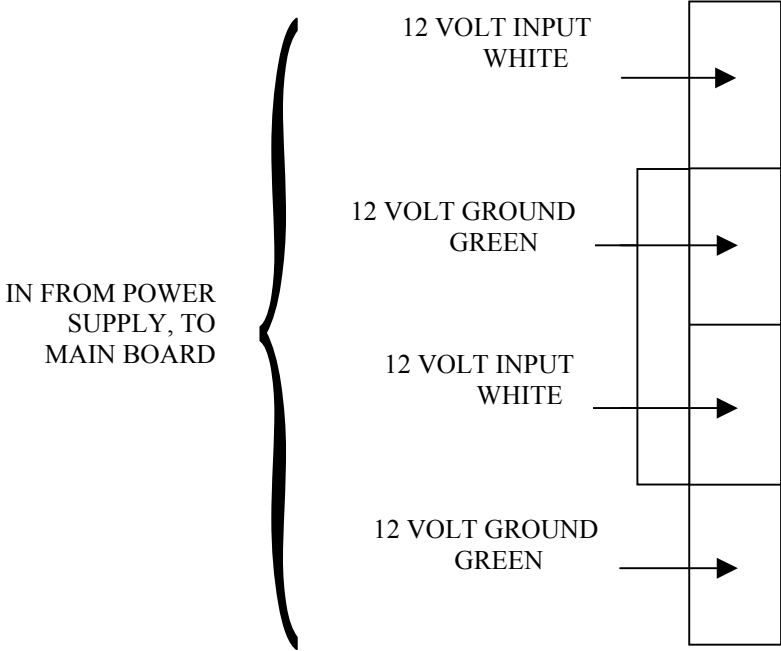 12 VOLT INPUT
WHITE
12 VOLT GROUND
GREEN
IN FROM POWER
SUPPLY, TO
MAIN BOARD
12 VOLT INPUT
WHITE
12 VOLT GROUND
GREEN